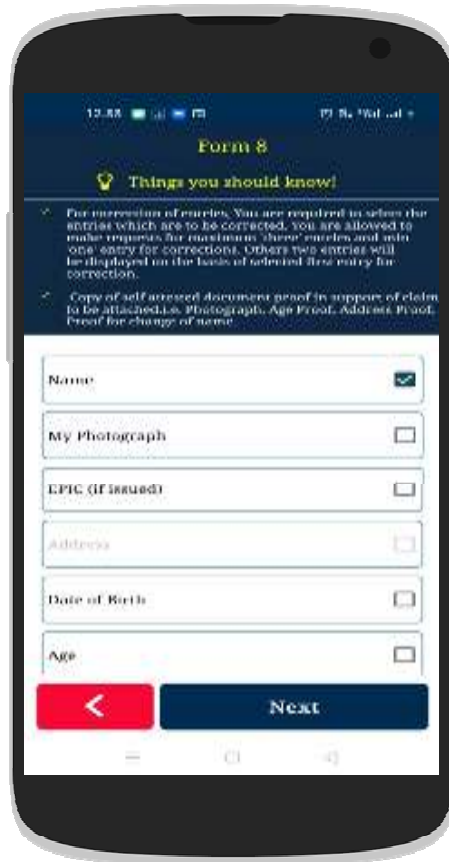 Form 8
Things you should know!
For correction of entries, You are required to select the
entries which are to be corrected. you are allowed to
make requests for maximum 'three' entries and min
'one' entry for corrections. Others two entries will
be displayed on the basis of selected first entry for
correction.
Copy of self attested document proof in support of claim
to be attached.i.e. Photograph, Age Proof, Address Proof,
Proof for change of name
Name
My Photograph
EPIC (if issued)
Address
Date of Birth
Age
Next